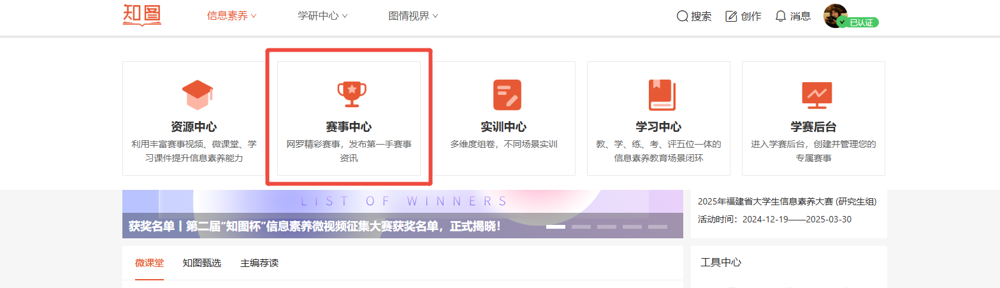 知图
信息素养
学研中心
图情视界
搜索
创作
消息
已认证
资源中心
利用丰富赛事视频、微课堂、学
习课件提升信息素养能力
赛事中心
网罗精彩赛事，发布第一手赛事
资讯
实训中心
多维度组卷，不同场景实训
学习中心
教、学、练、考、评五位一体的
信息素养教育场景闭环
学赛后台
进入学赛后台，创建并管理您的
专属赛事
LIST OF WINNERS
获奖名单丨第二届“知图杯”信息素养微视频征集大赛获奖名单，正式揭晓！
2025年福建省大学生信息素养大赛 (研究生组)
活动时间：2024-12-19——2025-03-30
微课堂
知图甄选
主编荐读
工具中心